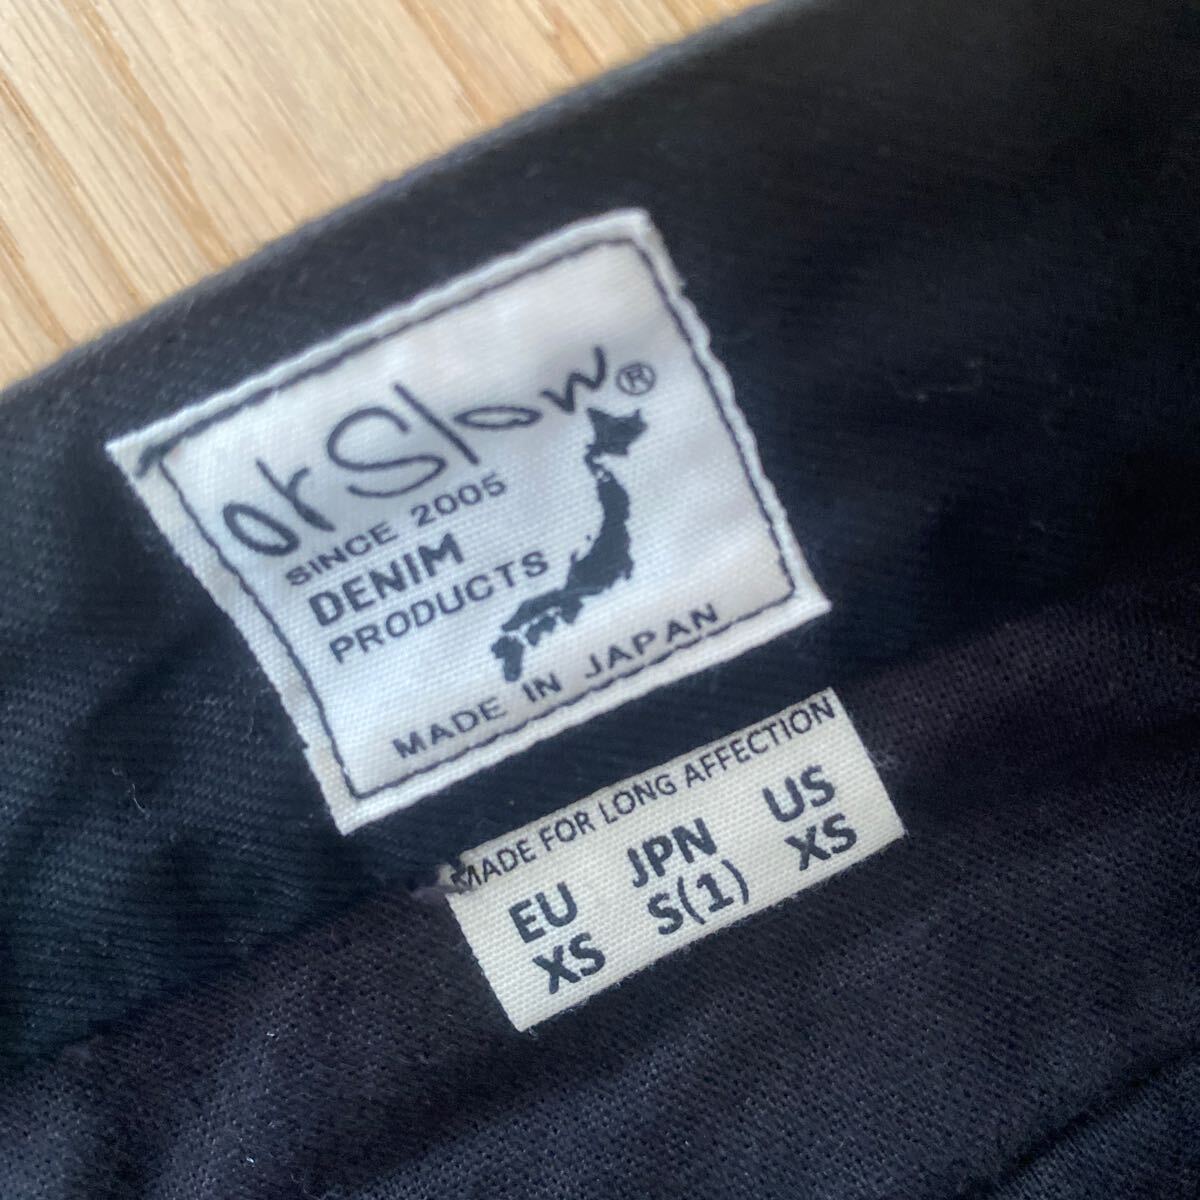 orSlow®
SINCE 2005
DENIM
PRODUCTS
MADE IN JAPAN
MADE FOR LONG AFFECTION
EU JPN US
XS S(1) XS